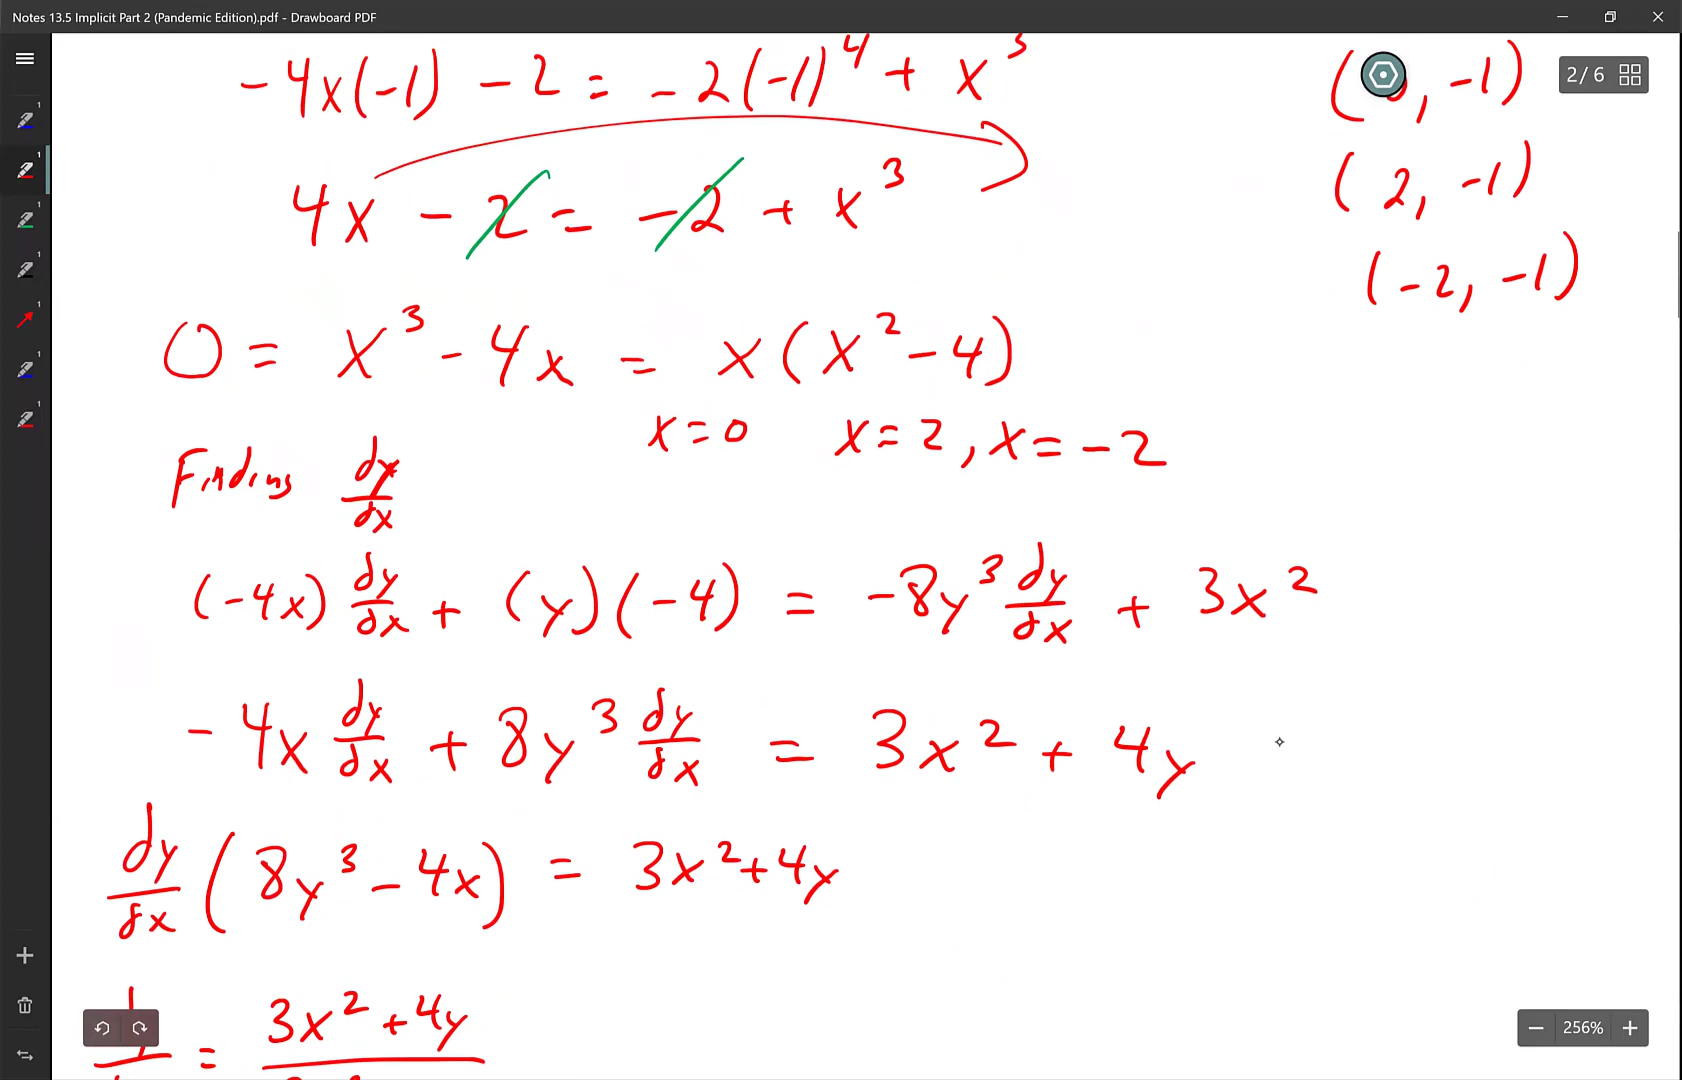 Notes 13.5 Implicit Part 2 (Pandemic Edition).pdf - Drawboard PDF
2 / 6
-4x(-1) - 2 = -2(-1)^4 + x^3
( , -1)
(2, -1)
4x - 2 = -2 + x^3
(-2, -1)
0 = x^3 - 4x = x(x^2 - 4)
x = 0 x = 2, x = -2
Finding dy/dx
(-4x) dy/dx + (y)(-4) = -8y^3 dy/dx + 3x^2
-4x dy/dx + 8y^3 dy/dx = 3x^2 + 4y
dy/dx (8y^3 - 4x) = 3x^2 + 4y
= 3x^2 + 4y
256%